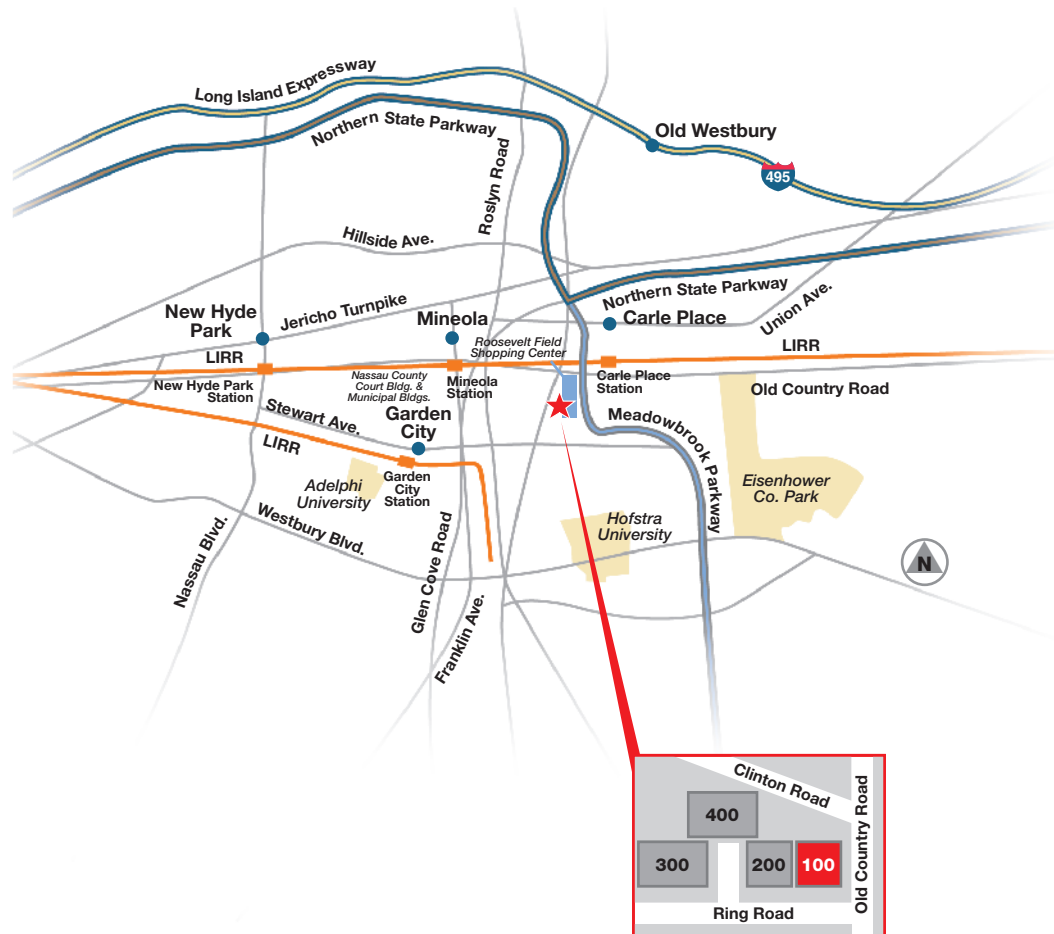 Long Island Expressway
Northern State Parkway
Roslyn Road
Old Westbury
495
Hillside Ave.
Northern State Parkway
Union Ave.
New Hyde
Park
Jericho Turnpike
Mineola
Carle Place
Roosevelt Field
Shopping Center
LIRR
LIRR
New Hyde Park
Station
Nassau County
Court Bldg. &
Municipal Bldgs.
Mineola
Station
Carle Place
Station
Old Country Road
Stewart Ave.
Garden
City
Meadowbrook Parkway
LIRR
Garden
City
Station
Adelphi
University
Eisenhower
Co. Park
Hofstra
University
Westbury Blvd.
Nassau Blvd.
Glen Cove Road
Franklin Ave.
N
Clinton Road
Old Country Road
400
300
200
100
Ring Road